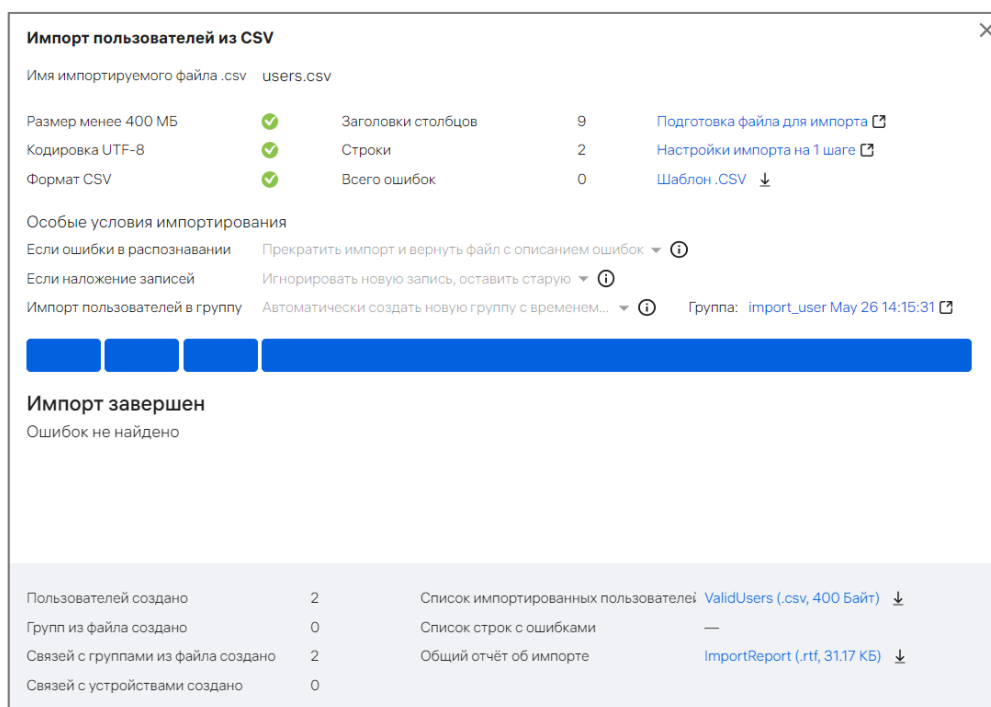 Импорт пользователей из CSV
Имя импортируемого файла .csv users.csv
Размер менее 400 МБ Заголовки столбцов 9 Подготовка файла для импорта
Кодировка UTF-8 Строки 2 Настройки импорта на 1 шаге
Формат CSV Всего ошибок 0 Шаблон .CSV
Особые условия импортирования
Если ошибки в распознавании Прекратить импорт и вернуть файл с описанием ошибок
Если наложение записей Игнорировать новую запись, оставить старую
Импорт пользователей в группу Автоматически создать новую группу с временем... Группа: import_user May 26 14:15:31
Импорт завершен
Ошибок не найдено
Пользователей создано 2 Список импортированных пользователей ValidUsers (.csv, 400 Байт)
Групп из файла создано 0 Список строк с ошибками —
Связей с группами из файла создано 2 Общий отчёт об импорте ImportReport (.rtf, 31.17 КБ)
Связей с устройствами создано 0